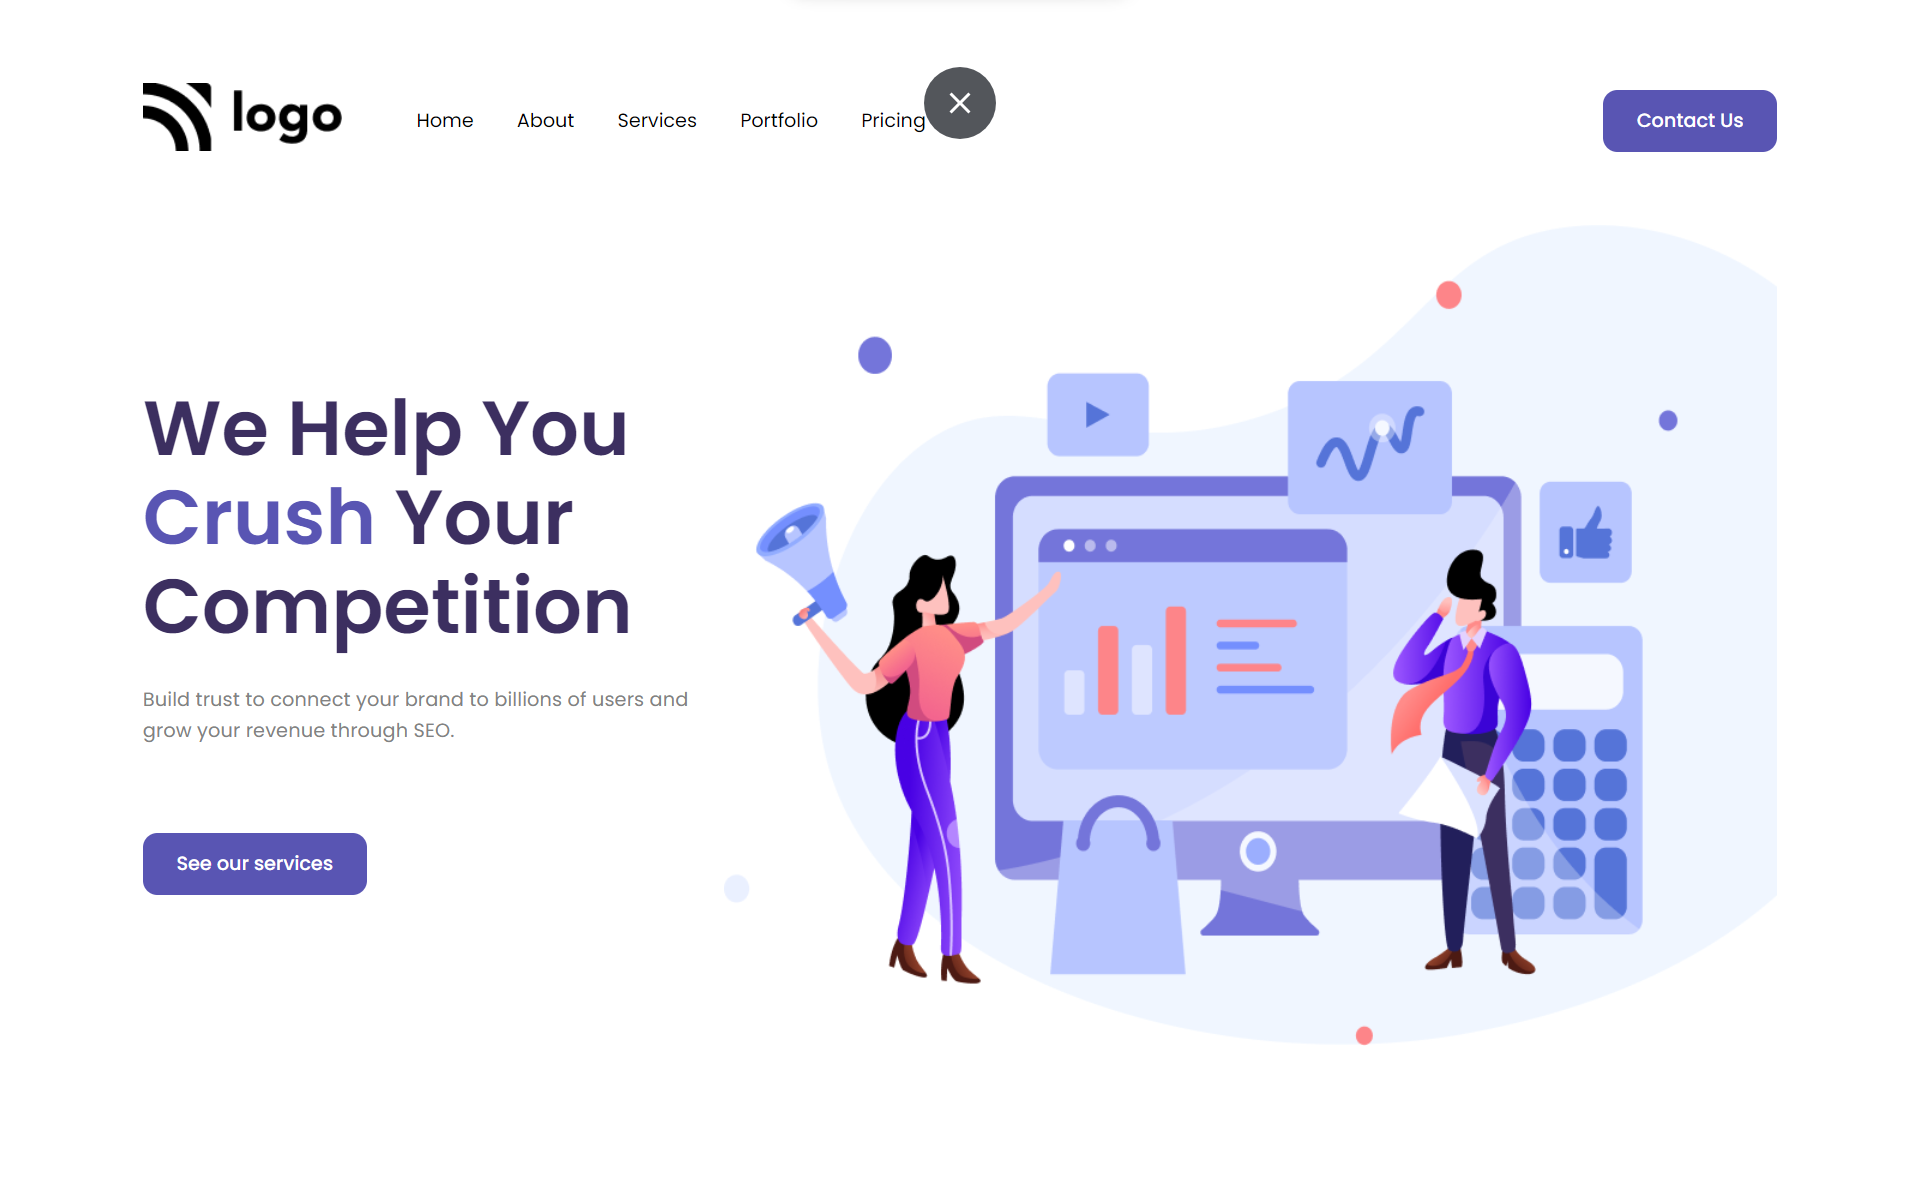 logo
Home
About
Services
Portfolio
Pricing
Contact Us
We Help You
Crush Your
Competition
Build trust to connect your brand to billions of users and
grow your revenue through SEO.
See our services